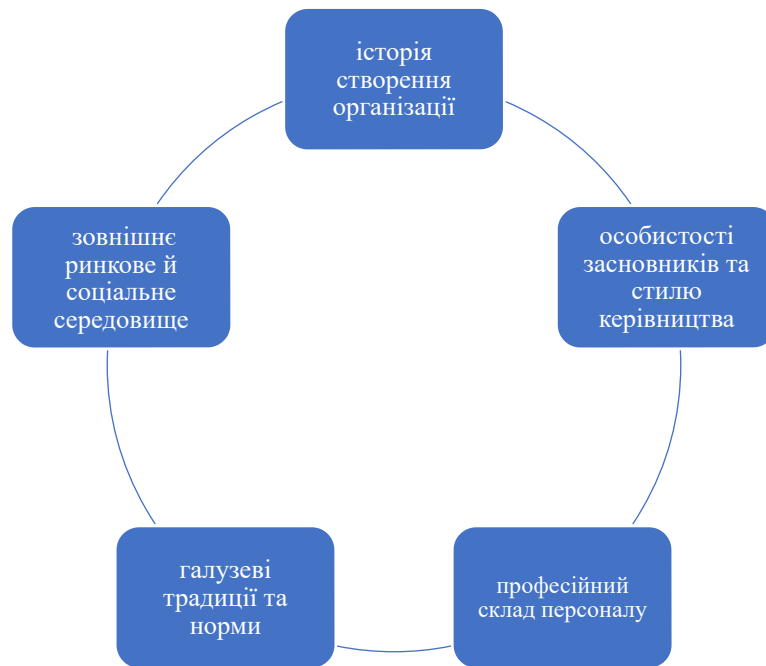 історія
створення
організації
особистості
засновників та
стилю
керівництва
професійний
склад персоналу
галузеві
традиції та
норми
зовнішнє
ринкове й
соціальне
середовище